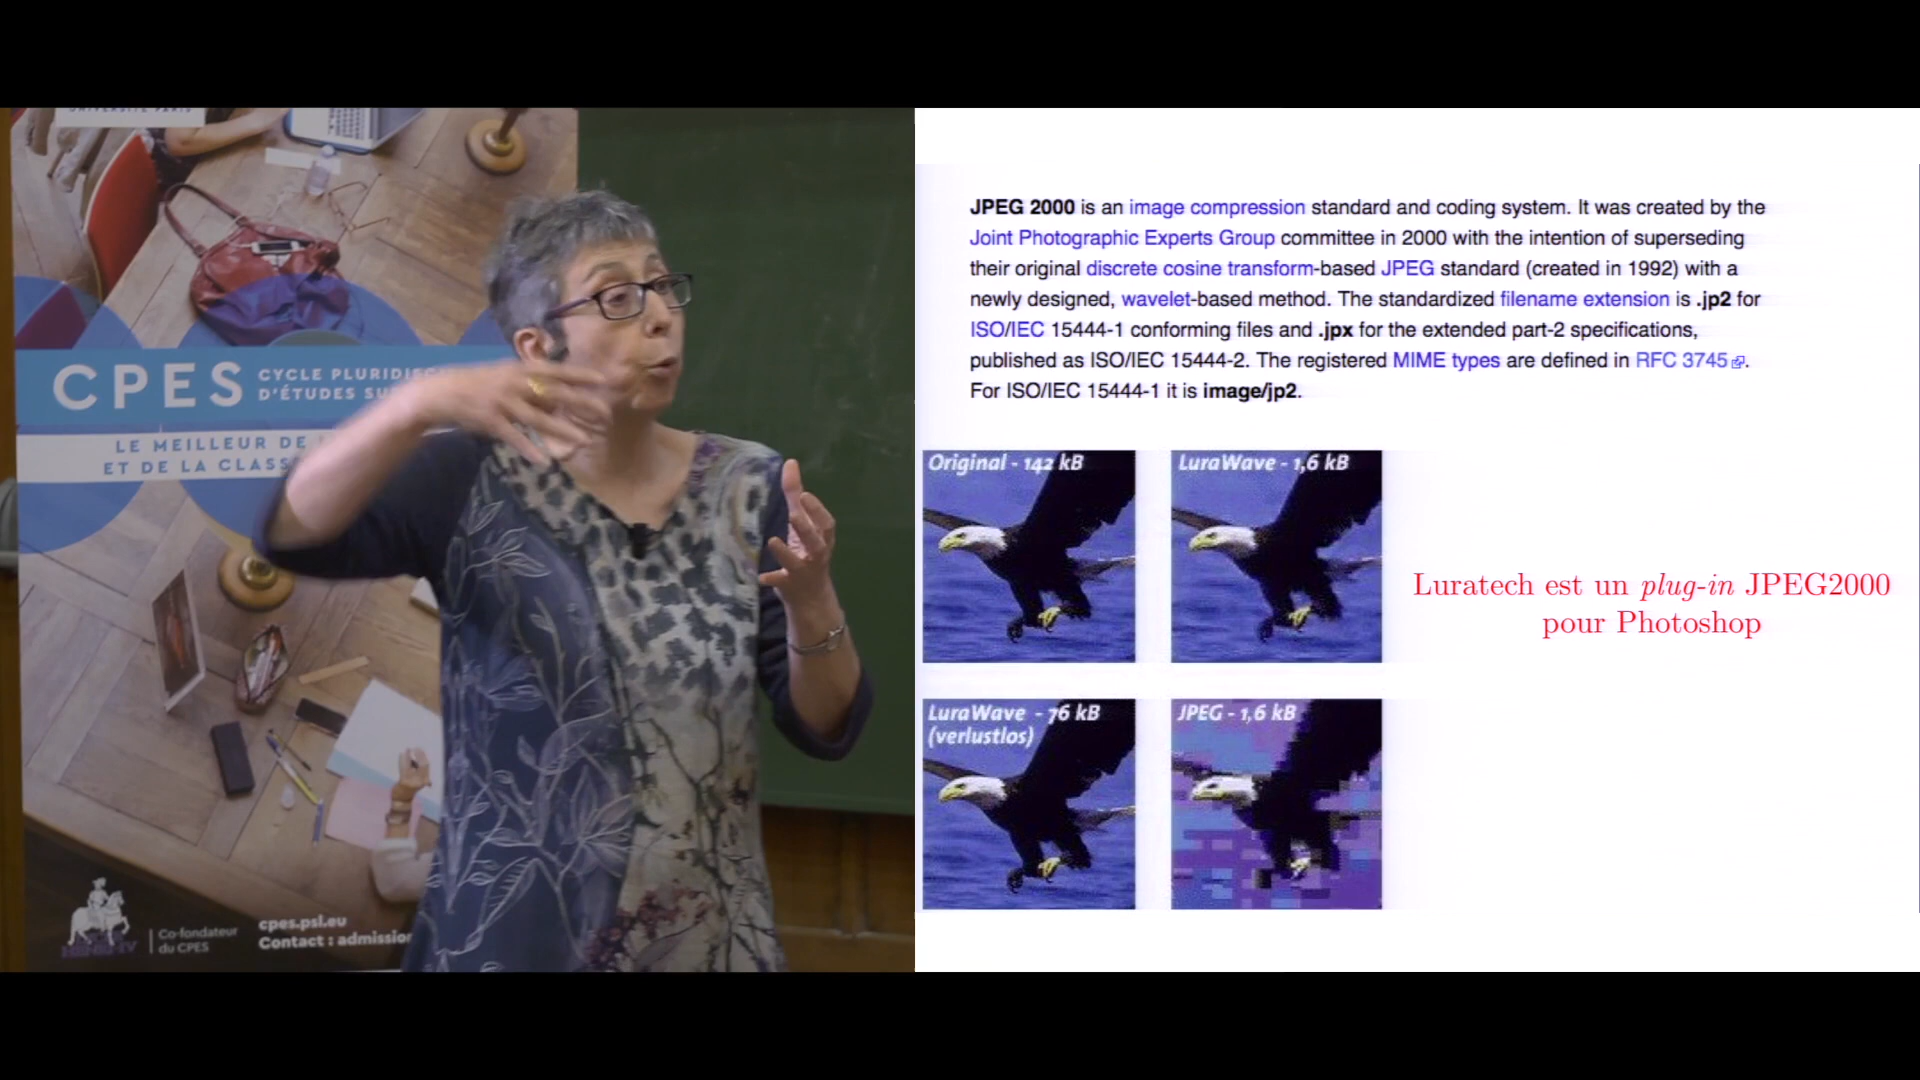 CPES
CYCLE PLURIDISC
D'ÉTUDES SU
LE MEILLEUR DE
ET DE LA CLASS
Co-fondateur
du CPES
cpes.psl.eu
Contact : admission
JPEG 2000 is an image compression standard and coding system. It was created by the
Joint Photographic Experts Group committee in 2000 with the intention of superseding
their original discrete cosine transform-based JPEG standard (created in 1992) with a
newly designed, wavelet-based method. The standardized filename extension is .jp2 for
ISO/IEC 15444-1 conforming files and .jpx for the extended part-2 specifications,
published as ISO/IEC 15444-2. The registered MIME types are defined in RFC 3745.
For ISO/IEC 15444-1 it is image/jp2.
Original - 142 kB
LuraWave - 1,6 kB
Luratech est un plug-in JPEG2000
pour Photoshop
LuraWave - 76 kB
(verlustlos)
JPEG - 1,6 kB